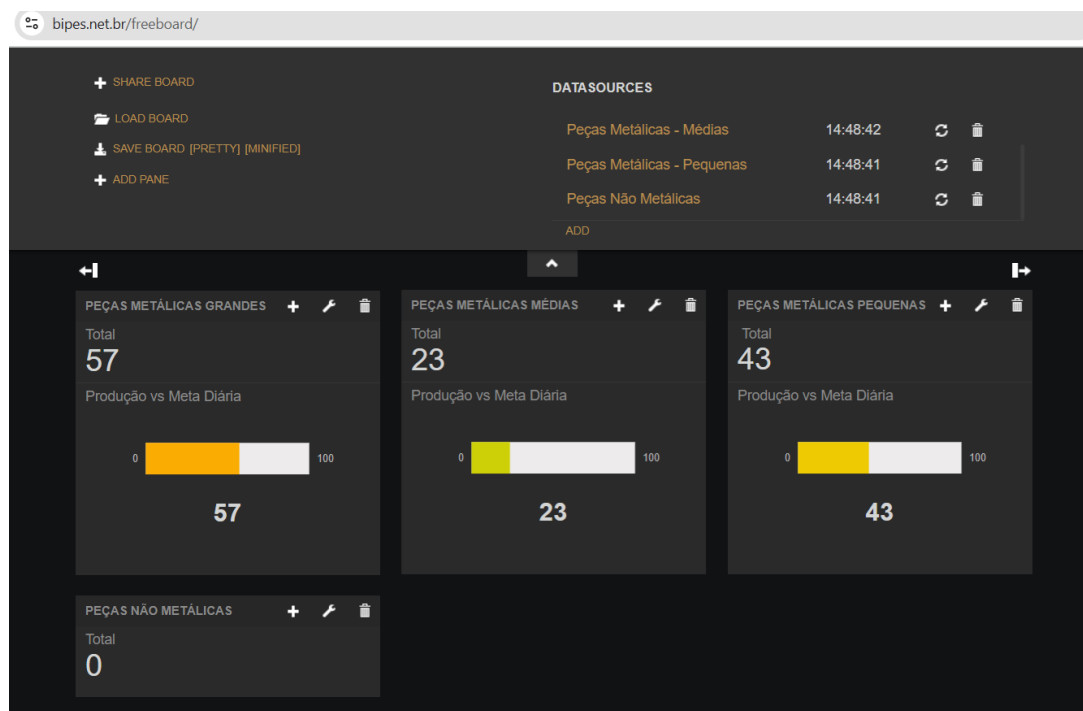 bipes.net.br/freeboard/
SHARE BOARD
LOAD BOARD
SAVE BOARD [PRETTY] [MINIFIED]
ADD PANE
DATASOURCES
Peças Metálicas - Médias 14:48:42
Peças Metálicas - Pequenas 14:48:41
Peças Não Metálicas 14:48:41
ADD
PEÇAS METÁLICAS GRANDES
Total
57
Produção vs Meta Diária
0 100
57
PEÇAS METÁLICAS MÉDIAS
Total
23
Produção vs Meta Diária
0 100
23
PEÇAS METÁLICAS PEQUENAS
Total
43
Produção vs Meta Diária
0 100
43
PEÇAS NÃO METÁLICAS
Total
0